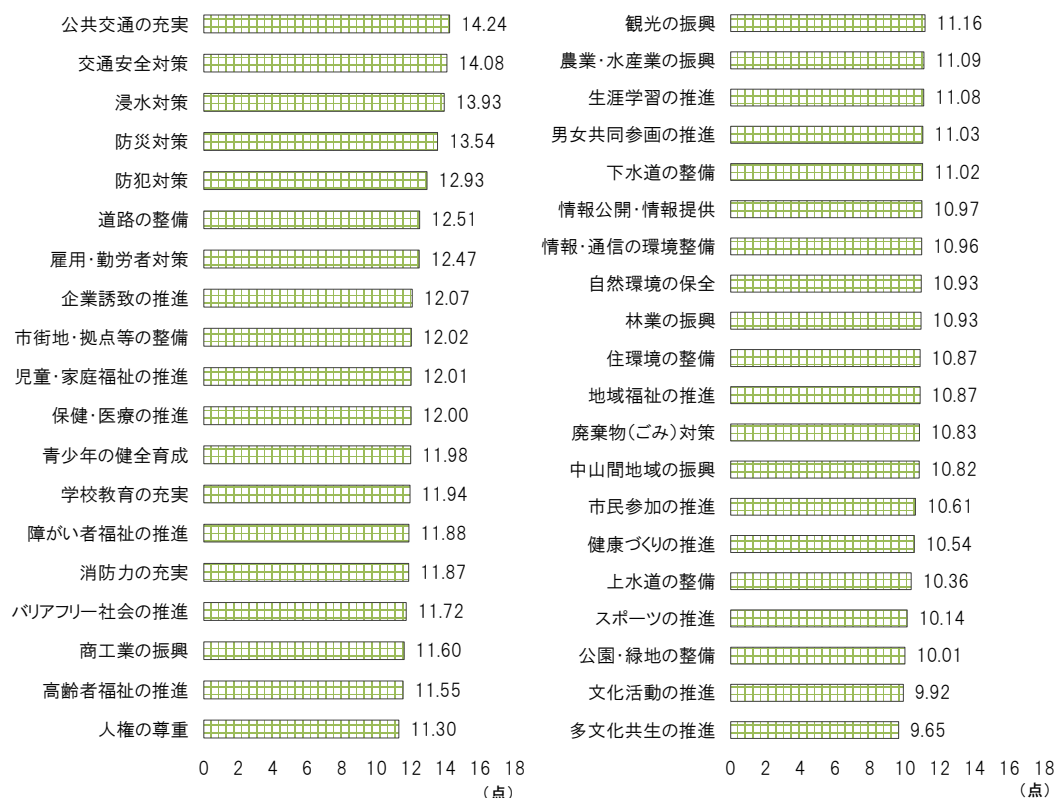 公共交通の充実 14.24
交通安全対策 14.08
浸水対策 13.93
防災対策 13.54
防犯対策 12.93
道路の整備 12.51
雇用・勤労者対策 12.47
企業誘致の推進 12.07
市街地・拠点等の整備 12.02
児童・家庭福祉の推進 12.01
保健・医療の推進 12.00
青少年の健全育成 11.98
学校教育の充実 11.94
障がい者福祉の推進 11.88
消防力の充実 11.87
バリアフリー社会の推進 11.72
商工業の振興 11.60
高齢者福祉の推進 11.55
人権の尊重 11.30
0 2 4 6 8 10 12 14 16 18
(点)
観光の振興 11.16
農業・水産業の振興 11.09
生涯学習の推進 11.08
男女共同参画の推進 11.03
下水道の整備 11.02
情報公開・情報提供 10.97
情報・通信の環境整備 10.96
自然環境の保全 10.93
林業の振興 10.93
住環境の整備 10.87
地域福祉の推進 10.87
廃棄物(ごみ)対策 10.83
中山間地域の振興 10.82
市民参加の推進 10.61
健康づくりの推進 10.54
上水道の整備 10.36
スポーツの推進 10.14
公園・緑地の整備 10.01
文化活動の推進 9.92
多文化共生の推進 9.65
0 2 4 6 8 10 12 14 16 18
(点)